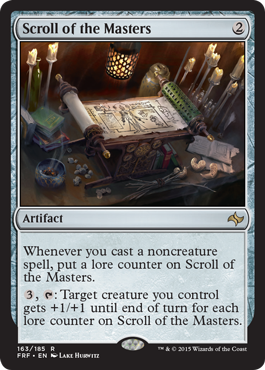 Scroll of the Masters 2
Artifact
Whenever you cast a noncreature
spell, put a lore counter on Scroll of
the Masters.
3, : Target creature you control
gets +1/+1 until end of turn for each
lore counter on Scroll of the Masters.
163/185 R
FRF • EN LAKE HURWITZ
™ & © 2015 Wizards of the Coast